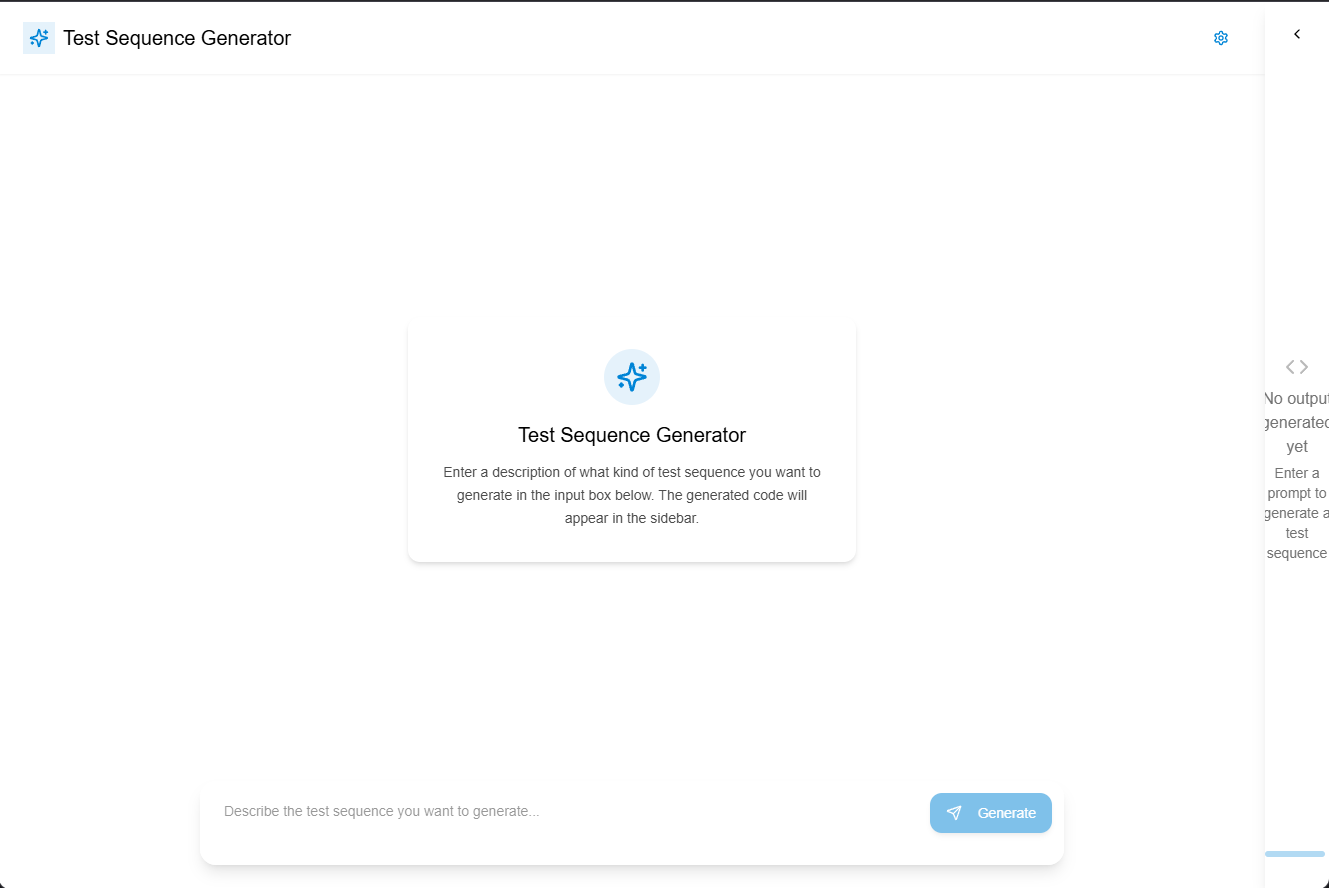 Test Sequence Generator
Test Sequence Generator
Enter a description of what kind of test sequence you want to
generate in the input box below. The generated code will
appear in the sidebar.
Describe the test sequence you want to generate...
Generate
No output
generated
yet
Enter a
prompt to
generate a
test
sequence